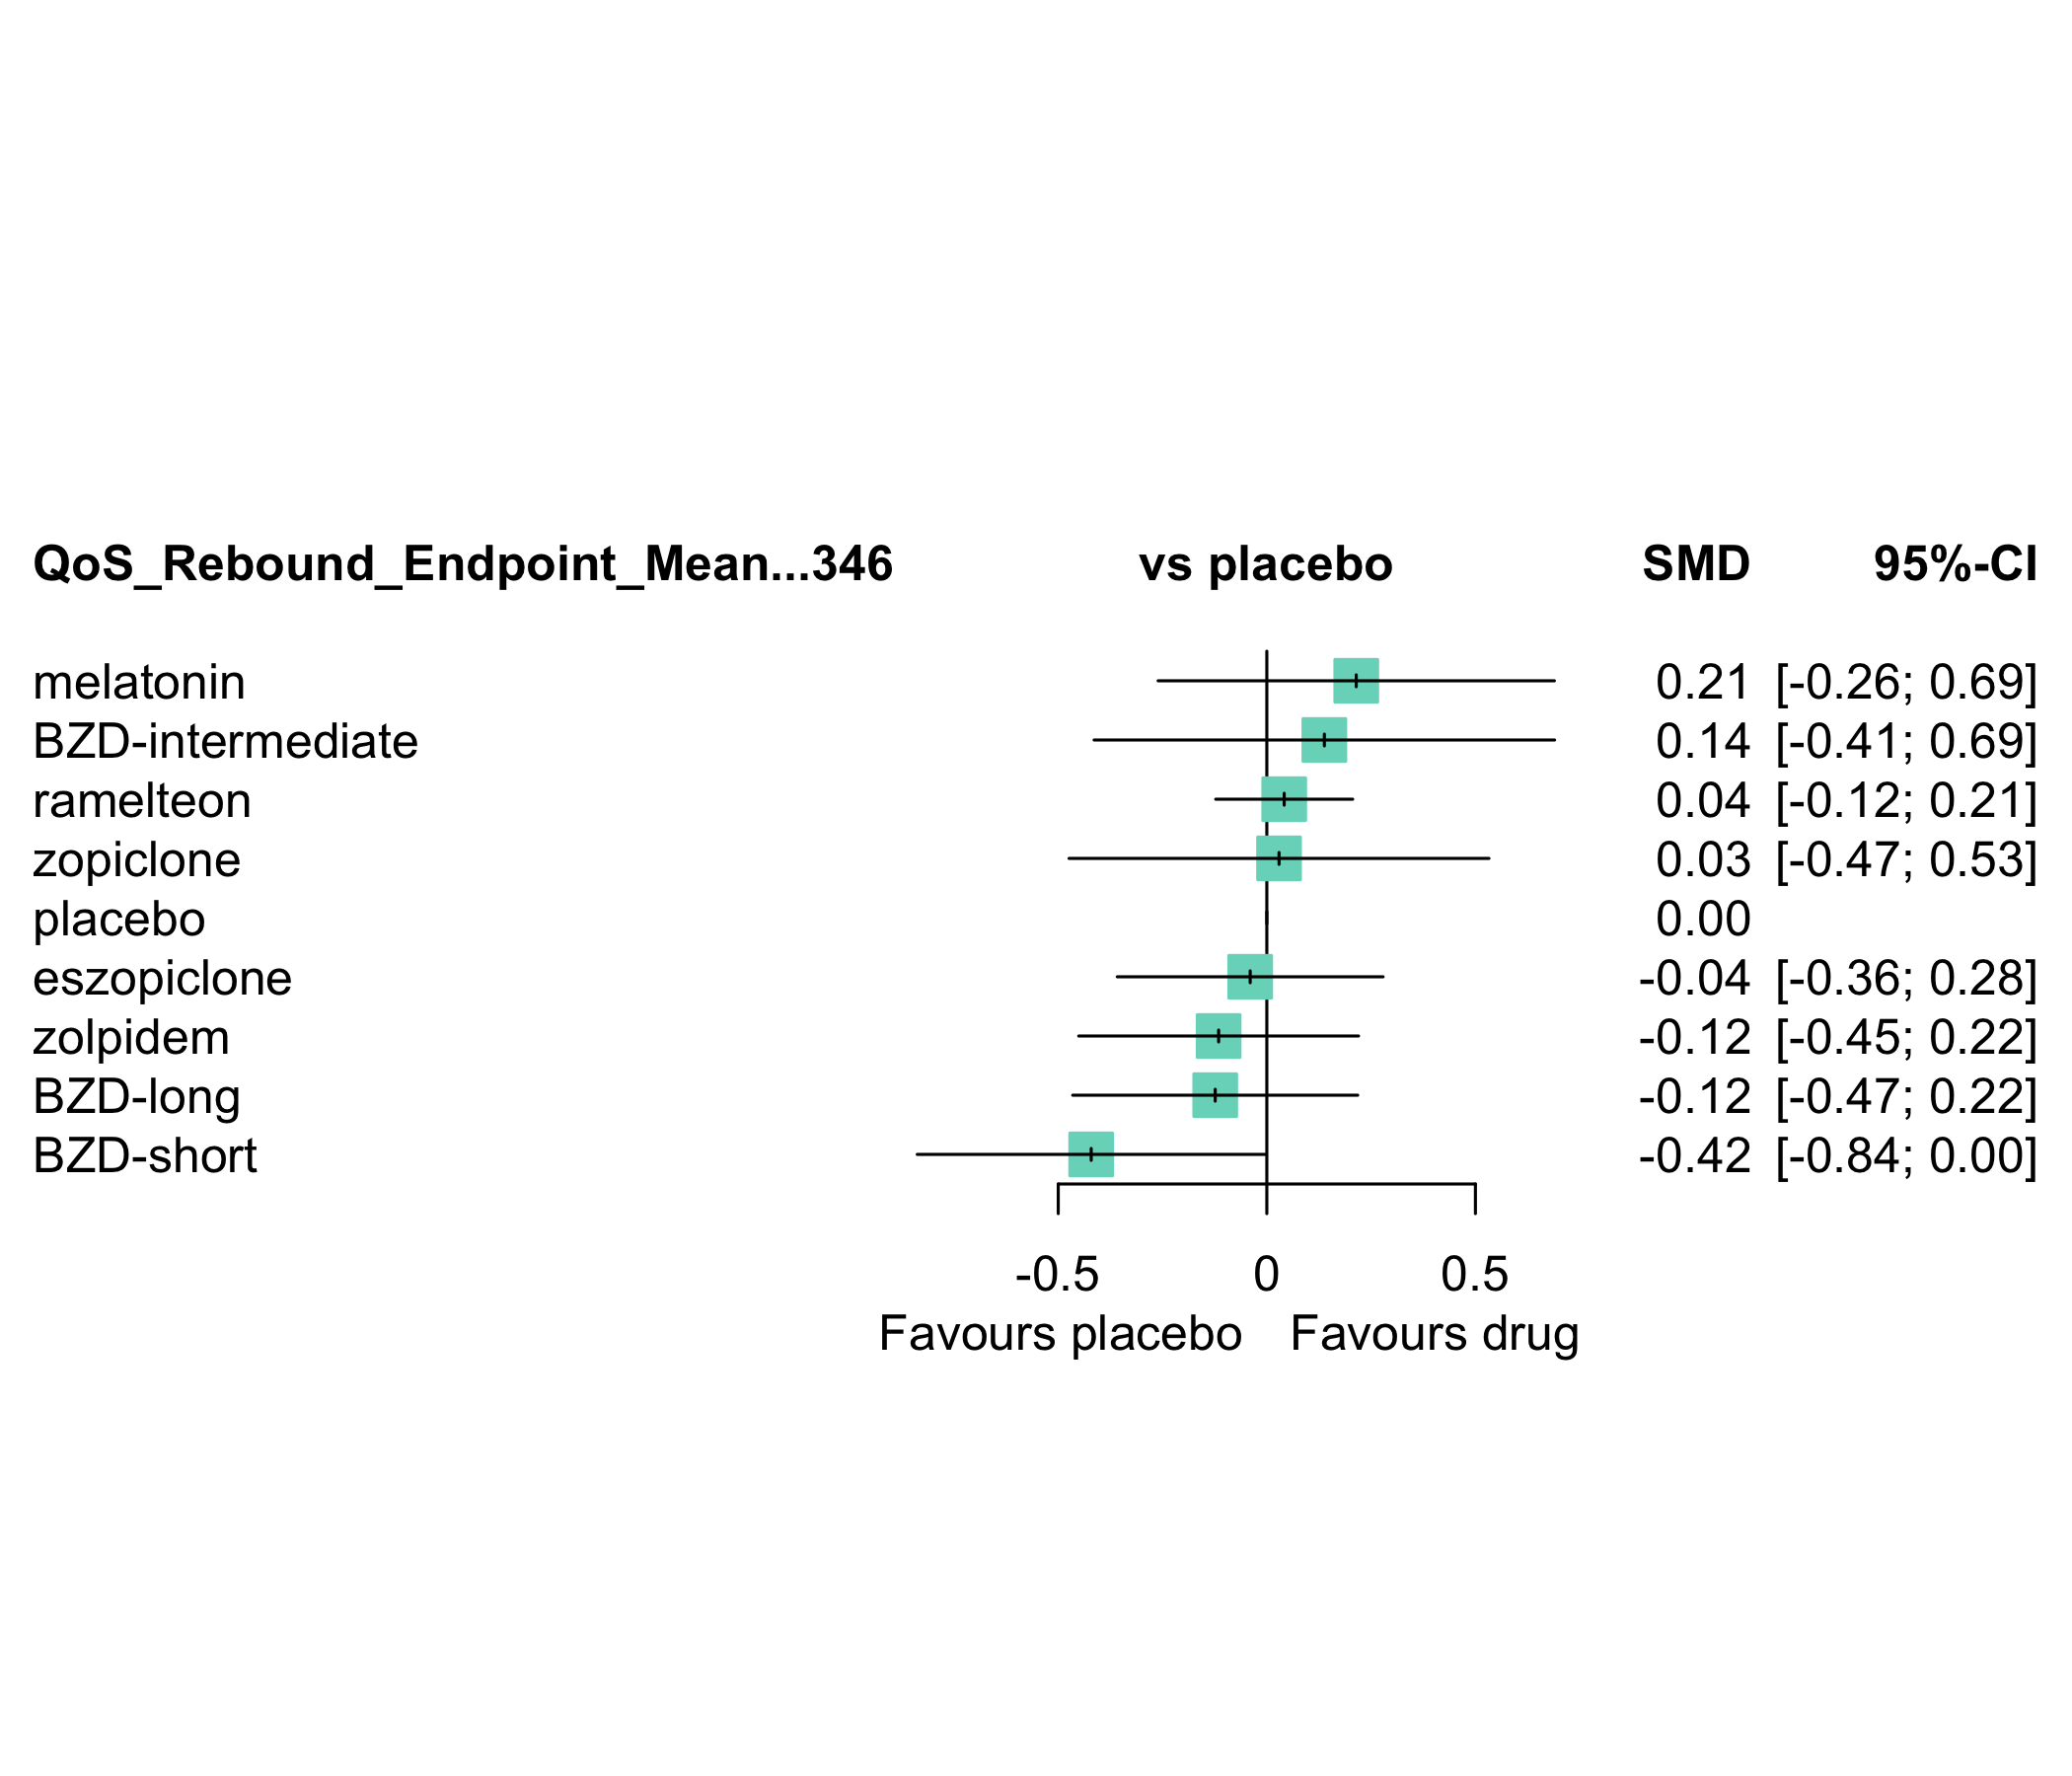 QoS_Rebound_Endpoint_Mean...346 vs placebo SMD 95%-CI
melatonin 0.21 [-0.26; 0.69]
BZD-intermediate 0.14 [-0.41; 0.69]
ramelteon 0.04 [-0.12; 0.21]
zopiclone 0.03 [-0.47; 0.53]
placebo 0.00
eszopiclone -0.04 [-0.36; 0.28]
zolpidem -0.12 [-0.45; 0.22]
BZD-long -0.12 [-0.47; 0.22]
BZD-short -0.42 [-0.84; 0.00]
-0.5 0 0.5
Favours placebo Favours drug